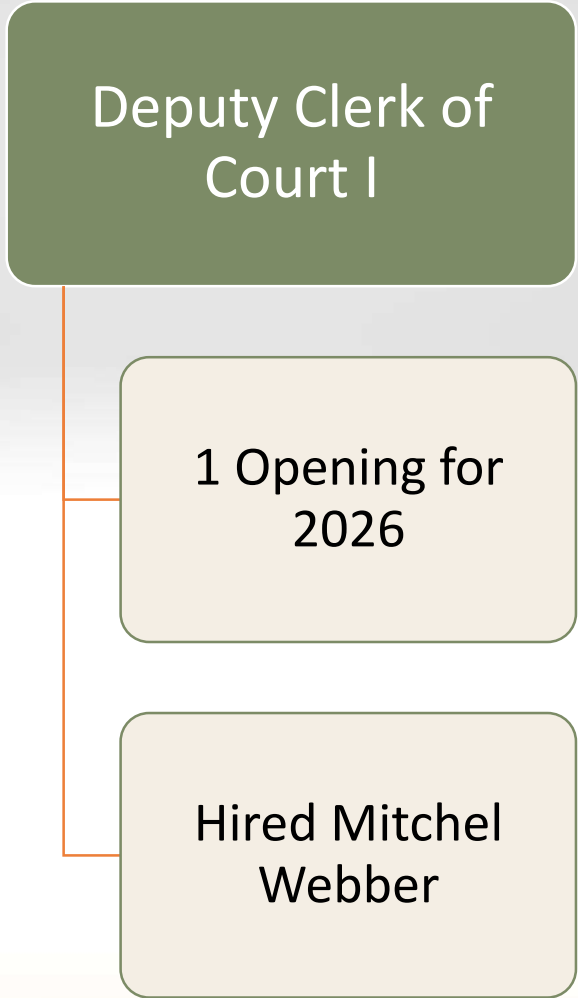 Deputy Clerk of
Court I
1 Opening for
2026
Hired Mitchel
Webber